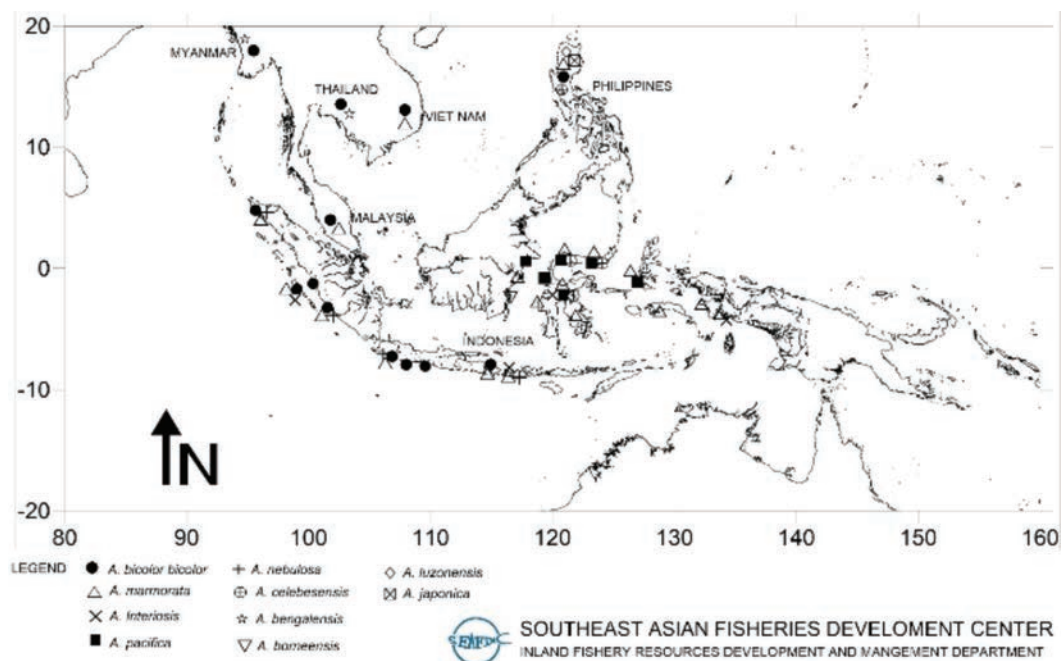 20
MYANMAR
THAILAND
VIET NAM
PHILIPPINES
10
MALAYSIA
0
INDONESIA
-10
N
-20
80 90 100 110 120 130 140 150 160
LEGEND
A. bicolor bicolor
A. marmorata
A. Interiosis
A. pacifica
A. nebulosa
A. celebesensis
A. bengalensis
A. borneensis
A. luzonensis
A. japonica
SEAFDEC
SOUTHEAST ASIAN FISHERIES DEVELOMENT CENTER
INLAND FISHERY RESOURCES DEVELOPMENT AND MANGEMENT DEPARTMENT